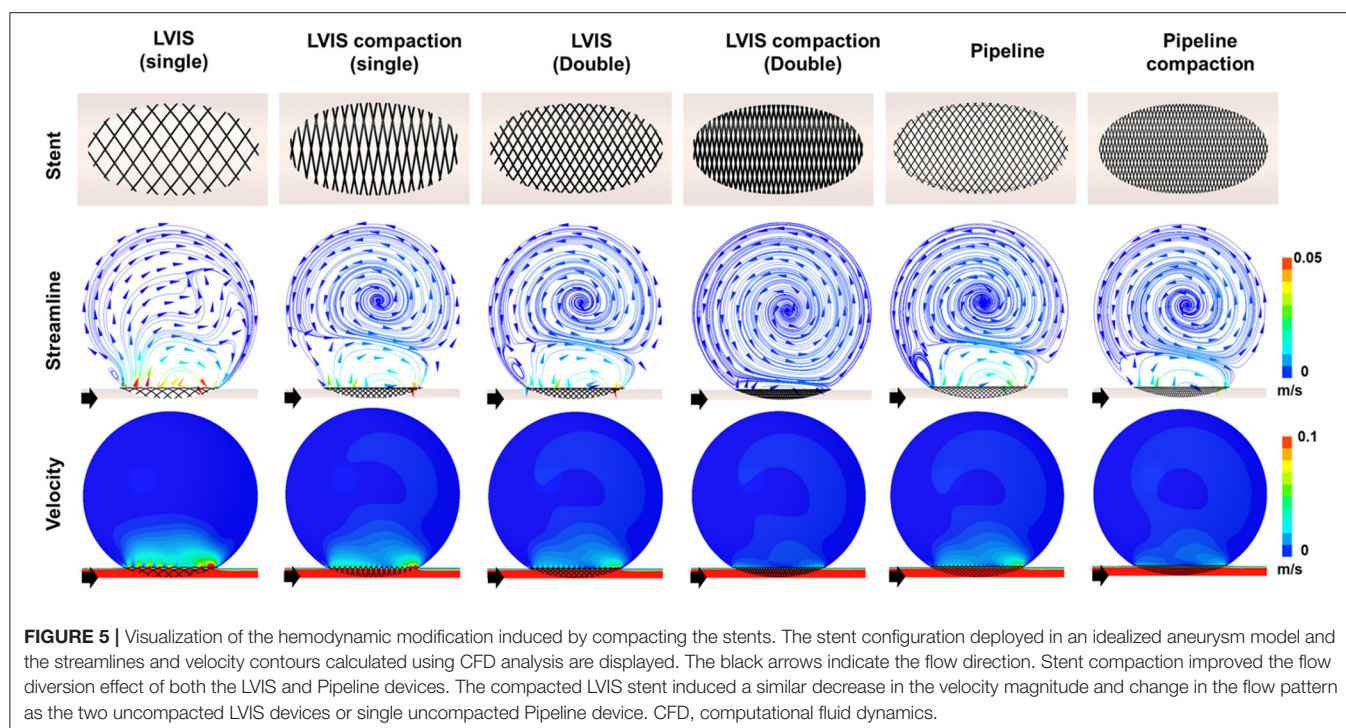 LVIS
(single)
LVIS compaction
(single)
LVIS
(Double)
LVIS compaction
(Double)
Pipeline
Pipeline
compaction
Stent
Streamline
0.05
0
m/s
Velocity
0.1
0
m/s
FIGURE 5 | Visualization of the hemodynamic modification induced by compacting the stents. The stent configuration deployed in an idealized aneurysm model and
the streamlines and velocity contours calculated using CFD analysis are displayed. The black arrows indicate the flow direction. Stent compaction improved the flow
diversion effect of both the LVIS and Pipeline devices. The compacted LVIS stent induced a similar decrease in the velocity magnitude and change in the flow pattern
as the two uncompacted LVIS devices or single uncompacted Pipeline device. CFD, computational fluid dynamics.